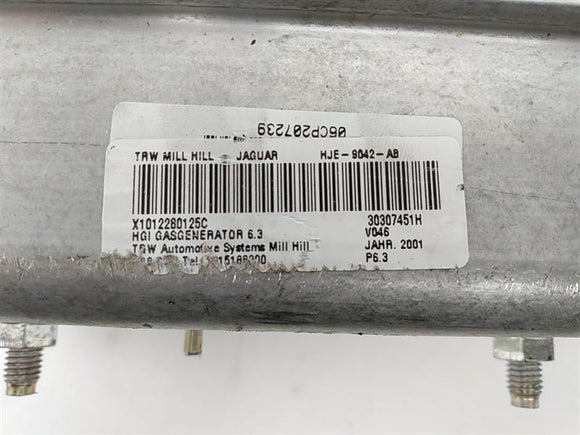 06CP207239
TRW MILL HILL JAGUAR HJE-9042-AB
X1012280125C 30307451H
HGI GASGENERATOR 6.3 V046
TRW Automotive Systems Mill Hill JAHR. 2001
Tel P6.3